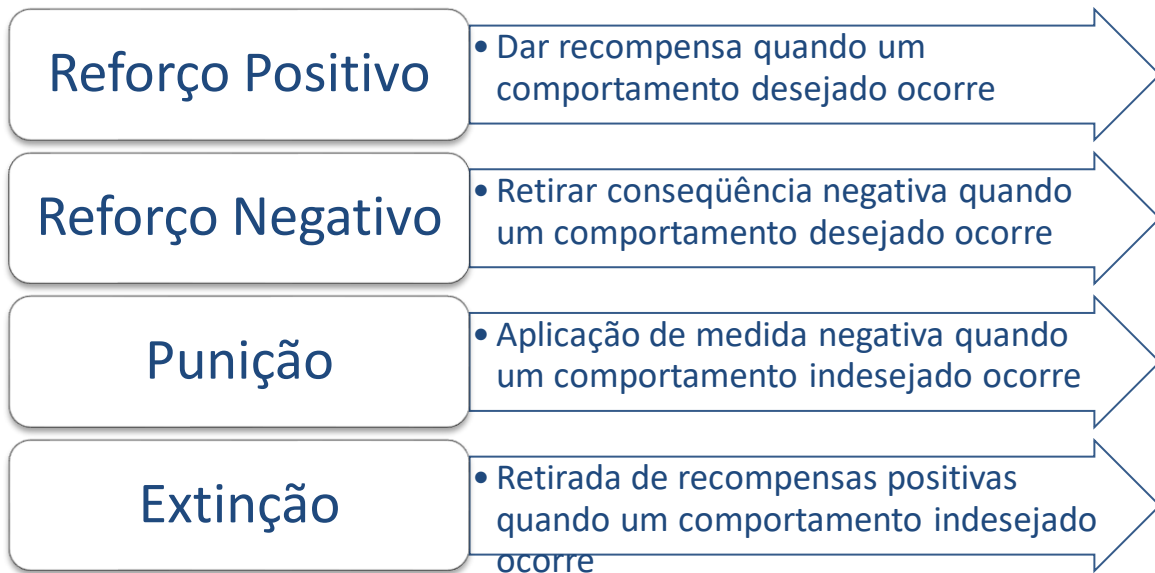 Reforço Positivo
• Dar recompensa quando um
comportamento desejado ocorre
Reforço Negativo
• Retirar conseqüência negativa quando
um comportamento desejado ocorre
Punição
• Aplicação de medida negativa quando
um comportamento indesejado ocorre
Extinção
• Retirada de recompensas positivas
quando um comportamento indesejado
ocorre